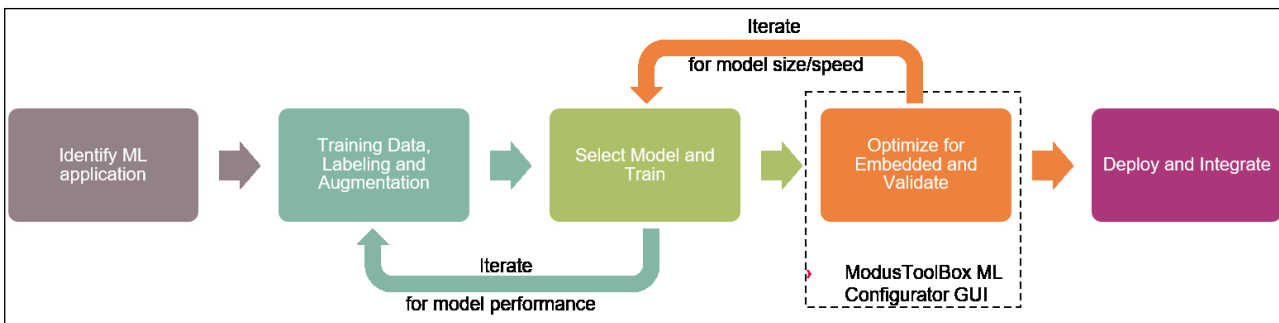 Iterate
for model size/speed
Identify ML
application
Training Data,
Labeling and
Augmentation
Select Model and
Train
Optimize for
Embedded and
Validate
Deploy and Integrate
Iterate
for model performance
ModusToolBox ML
Configurator GUI